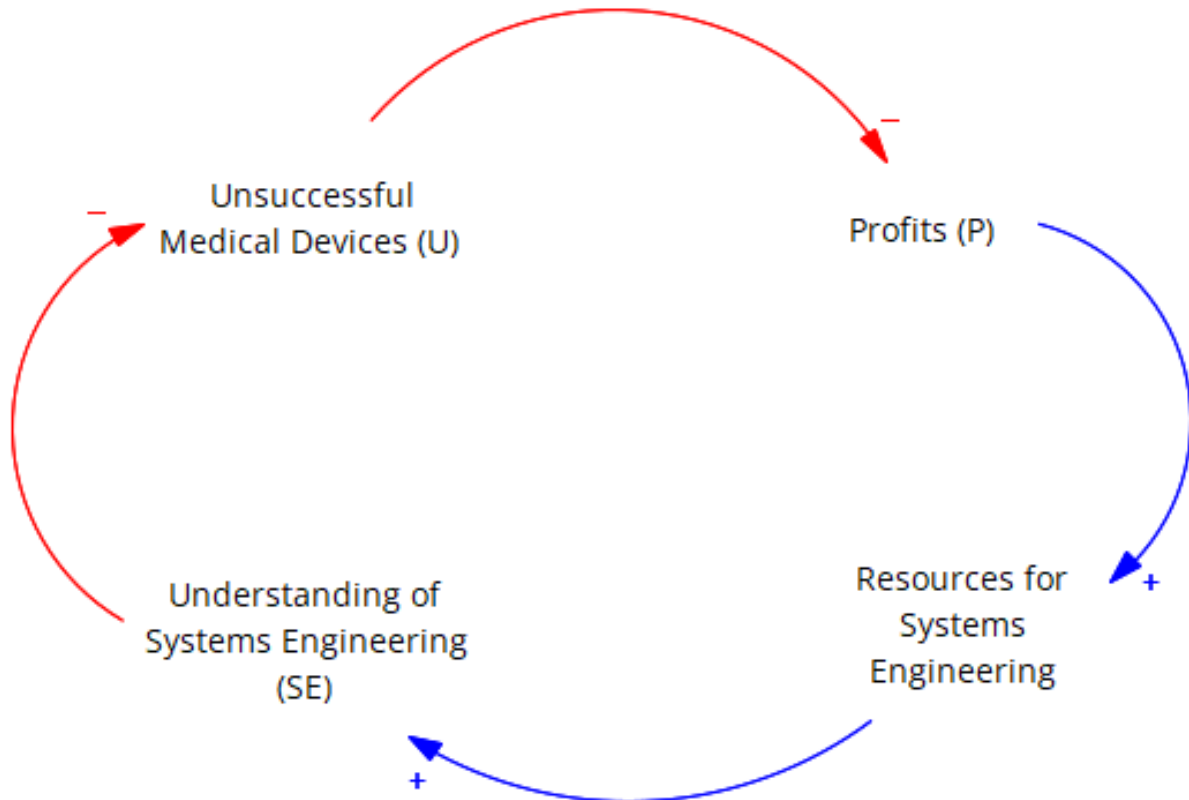 Unsuccessful
Medical Devices (U)
−
Profits (P)
−
+
Resources for
Systems
Engineering
Understanding of
Systems Engineering
(SE)
+